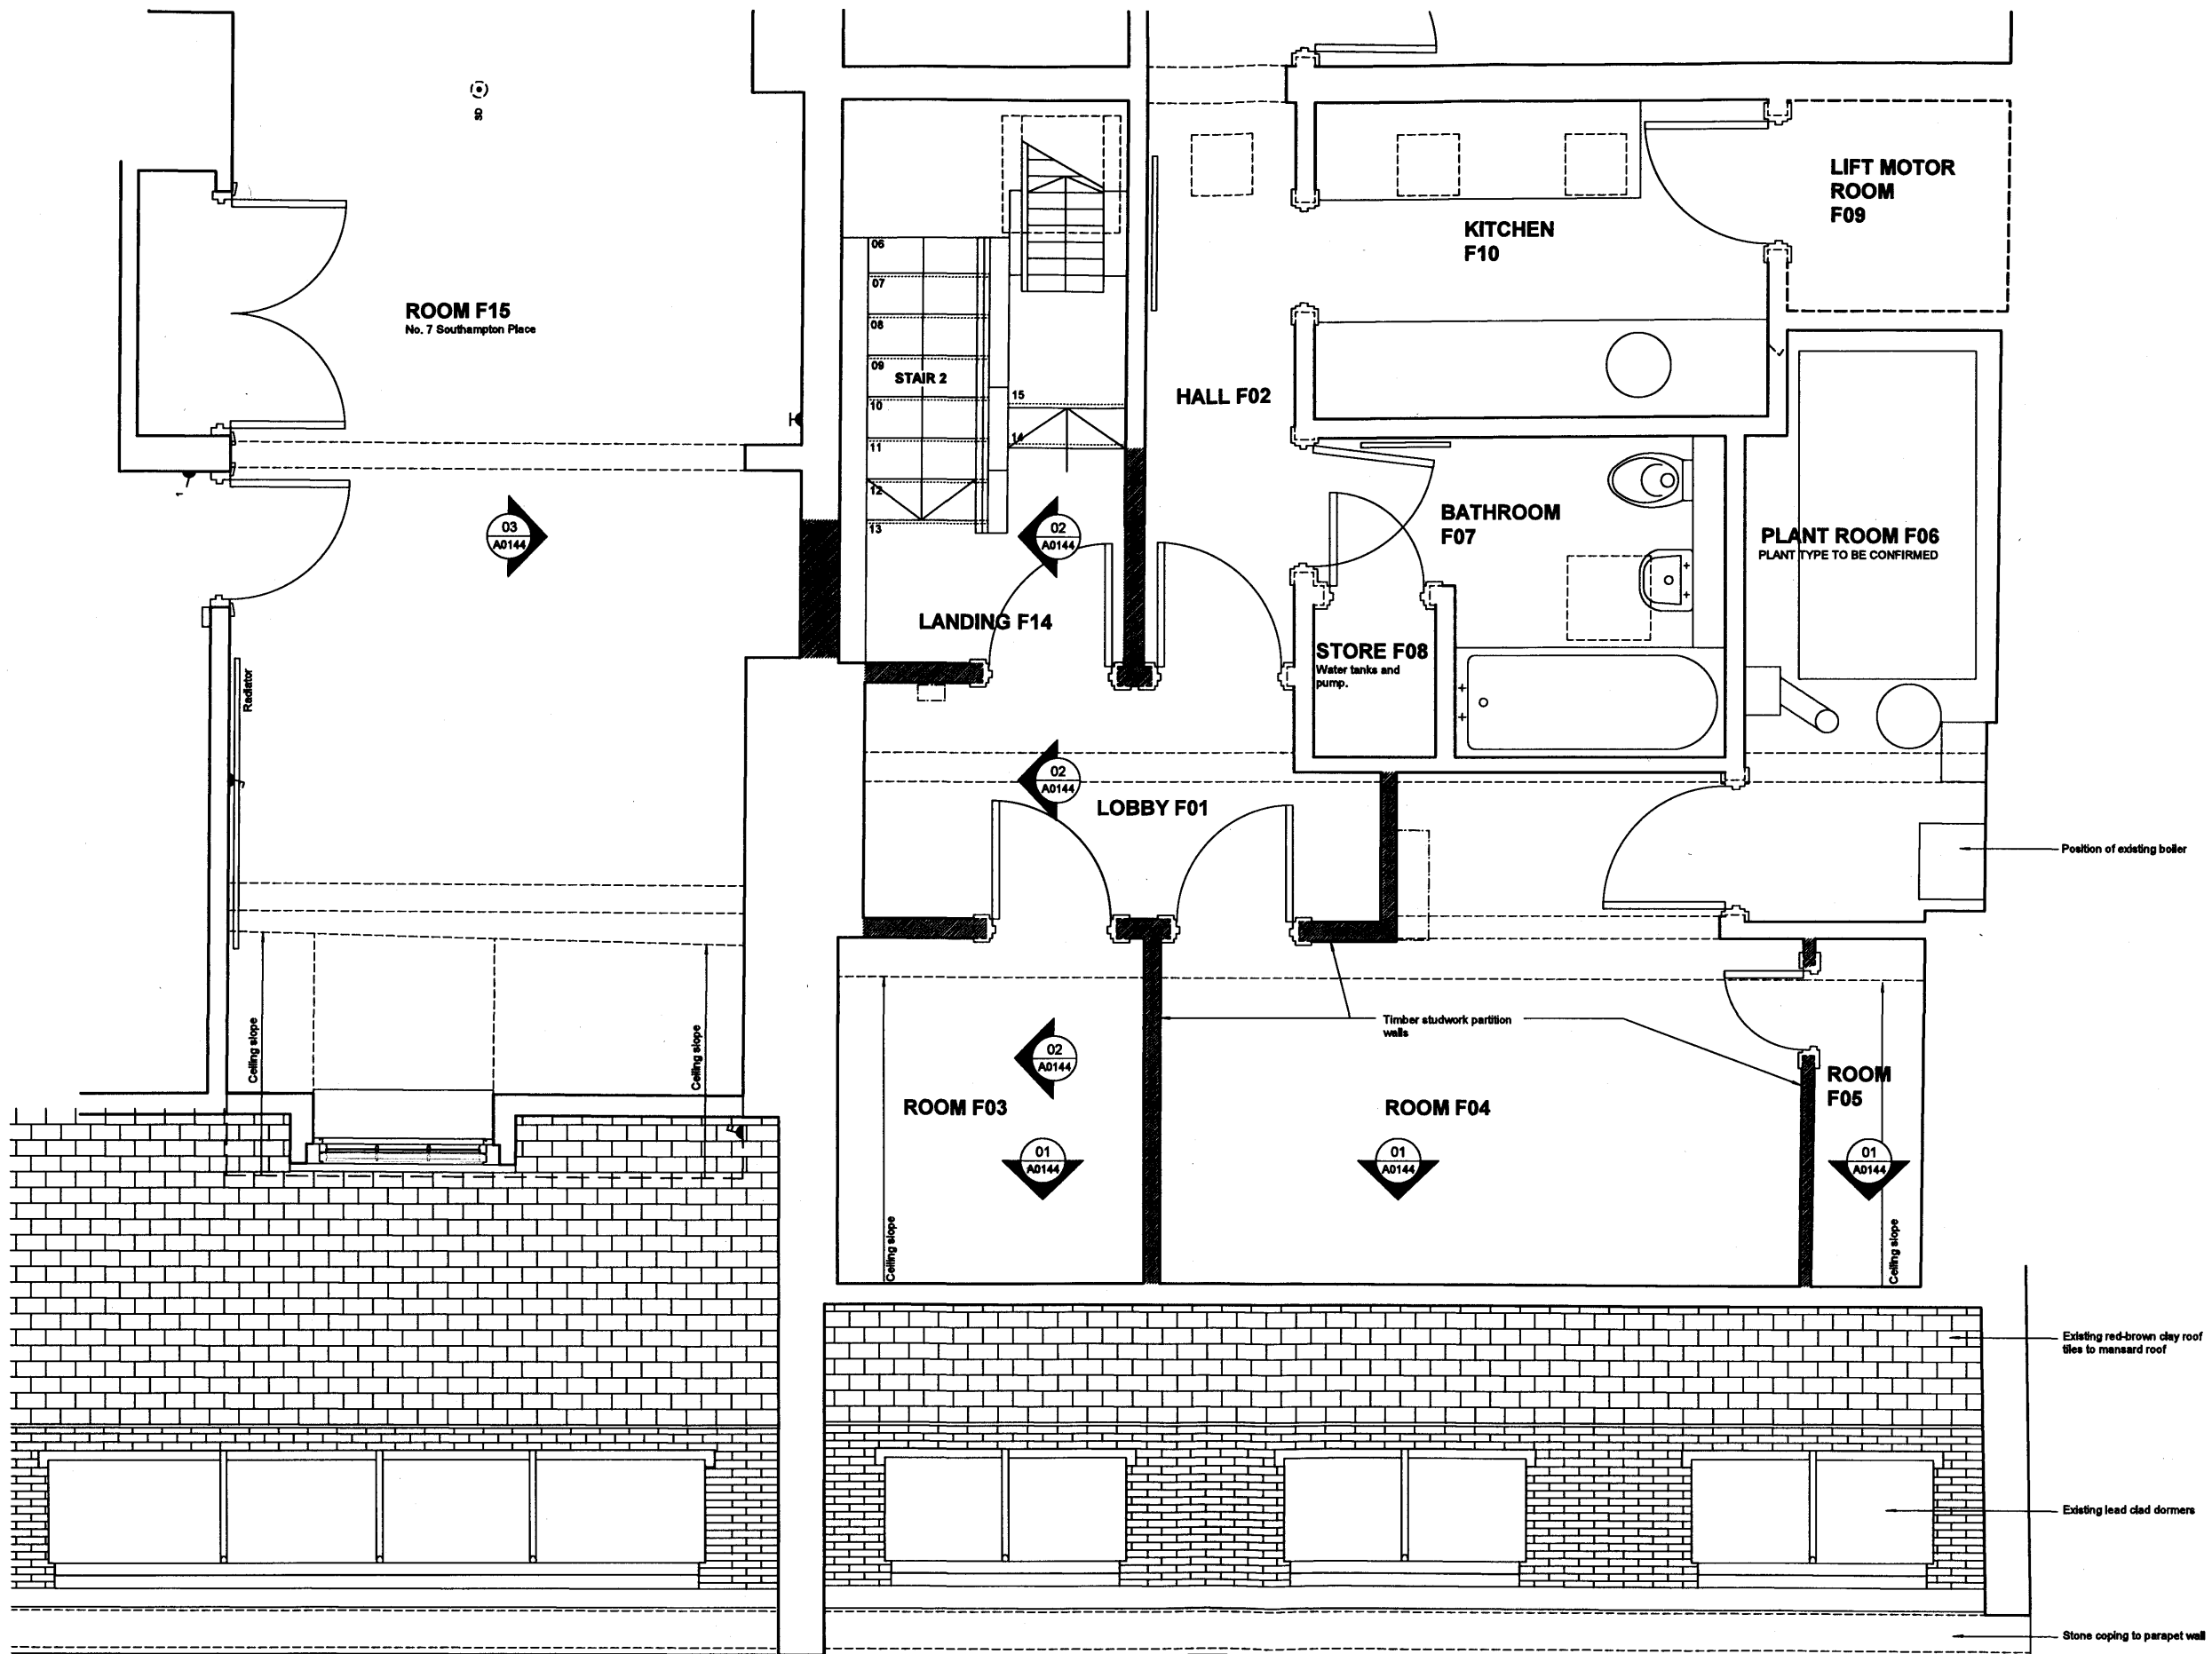 SD
LIFT MOTOR
ROOM
F09
KITCHEN
F10
ROOM F15
No. 7 Southampton Place
06
07
08
09
STAIR 2
10
11
12
13
15
14
HALL F02
1
03
A0144
02
A0144
BATHROOM
F07
PLANT ROOM F06
PLANT TYPE TO BE CONFIRMED
LANDING F14
STORE F08
Water tanks and
pump.
Radiator
02
A0144
LOBBY F01
Position of existing boiler
Timber studwork partition
walls
Ceiling slope
Ceiling slope
02
A0144
ROOM F03
ROOM F04
ROOM
F05
01
A0144
01
A0144
01
A0144
Ceiling slope
Ceiling slope
Existing red-brown clay roof
tiles to mansard roof
Existing lead clad dormers
Stone coping to parapet wall